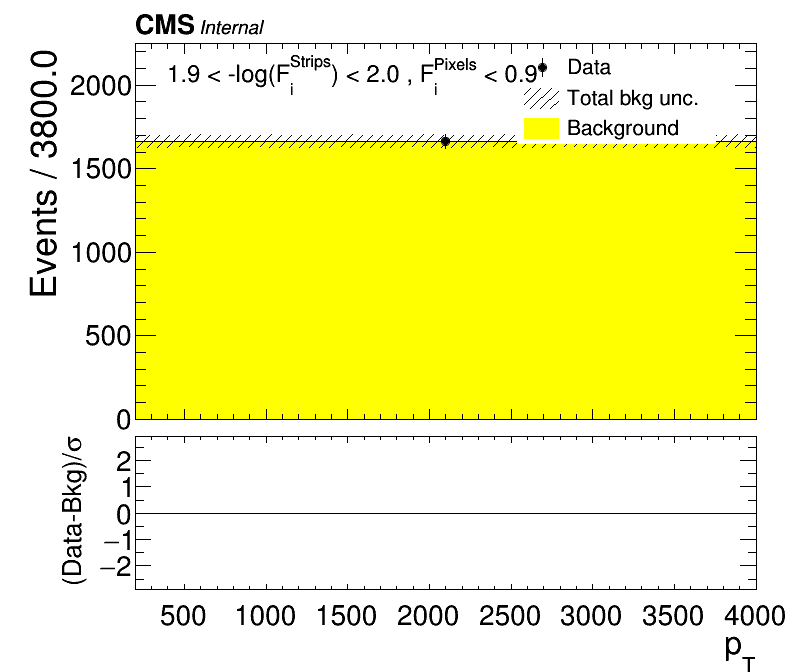 CMS Internal
1.9 < -log(F_i^Strips) < 2.0 , F_i^Pixels < 0.9
Data
Total bkg unc.
Background
Events / 3800.0
2000
1500
1000
500
0
(Data-Bkg)/σ
2
1
0
−1
−2
500 1000 1500 2000 2500 3000 3500 4000
p_T